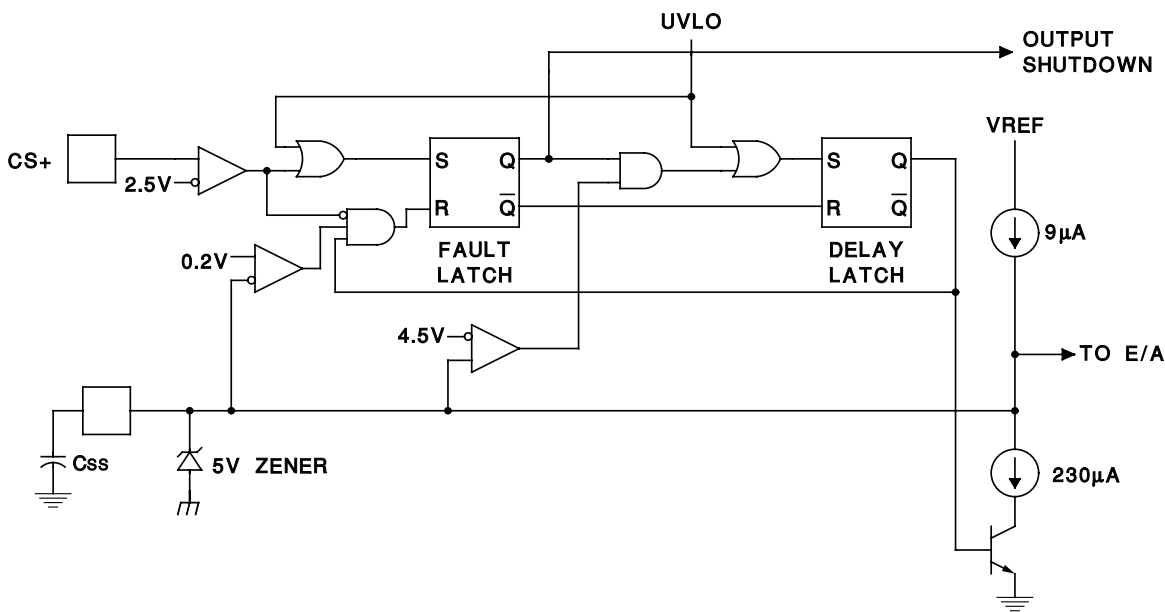 UVLO
OUTPUT
SHUTDOWN
VREF
CS+
2.5V
S Q
R Q̅
FAULT
LATCH
S Q
R Q̅
DELAY
LATCH
9µA
0.2V
4.5V
TO E/A
Css
5V ZENER
230µA